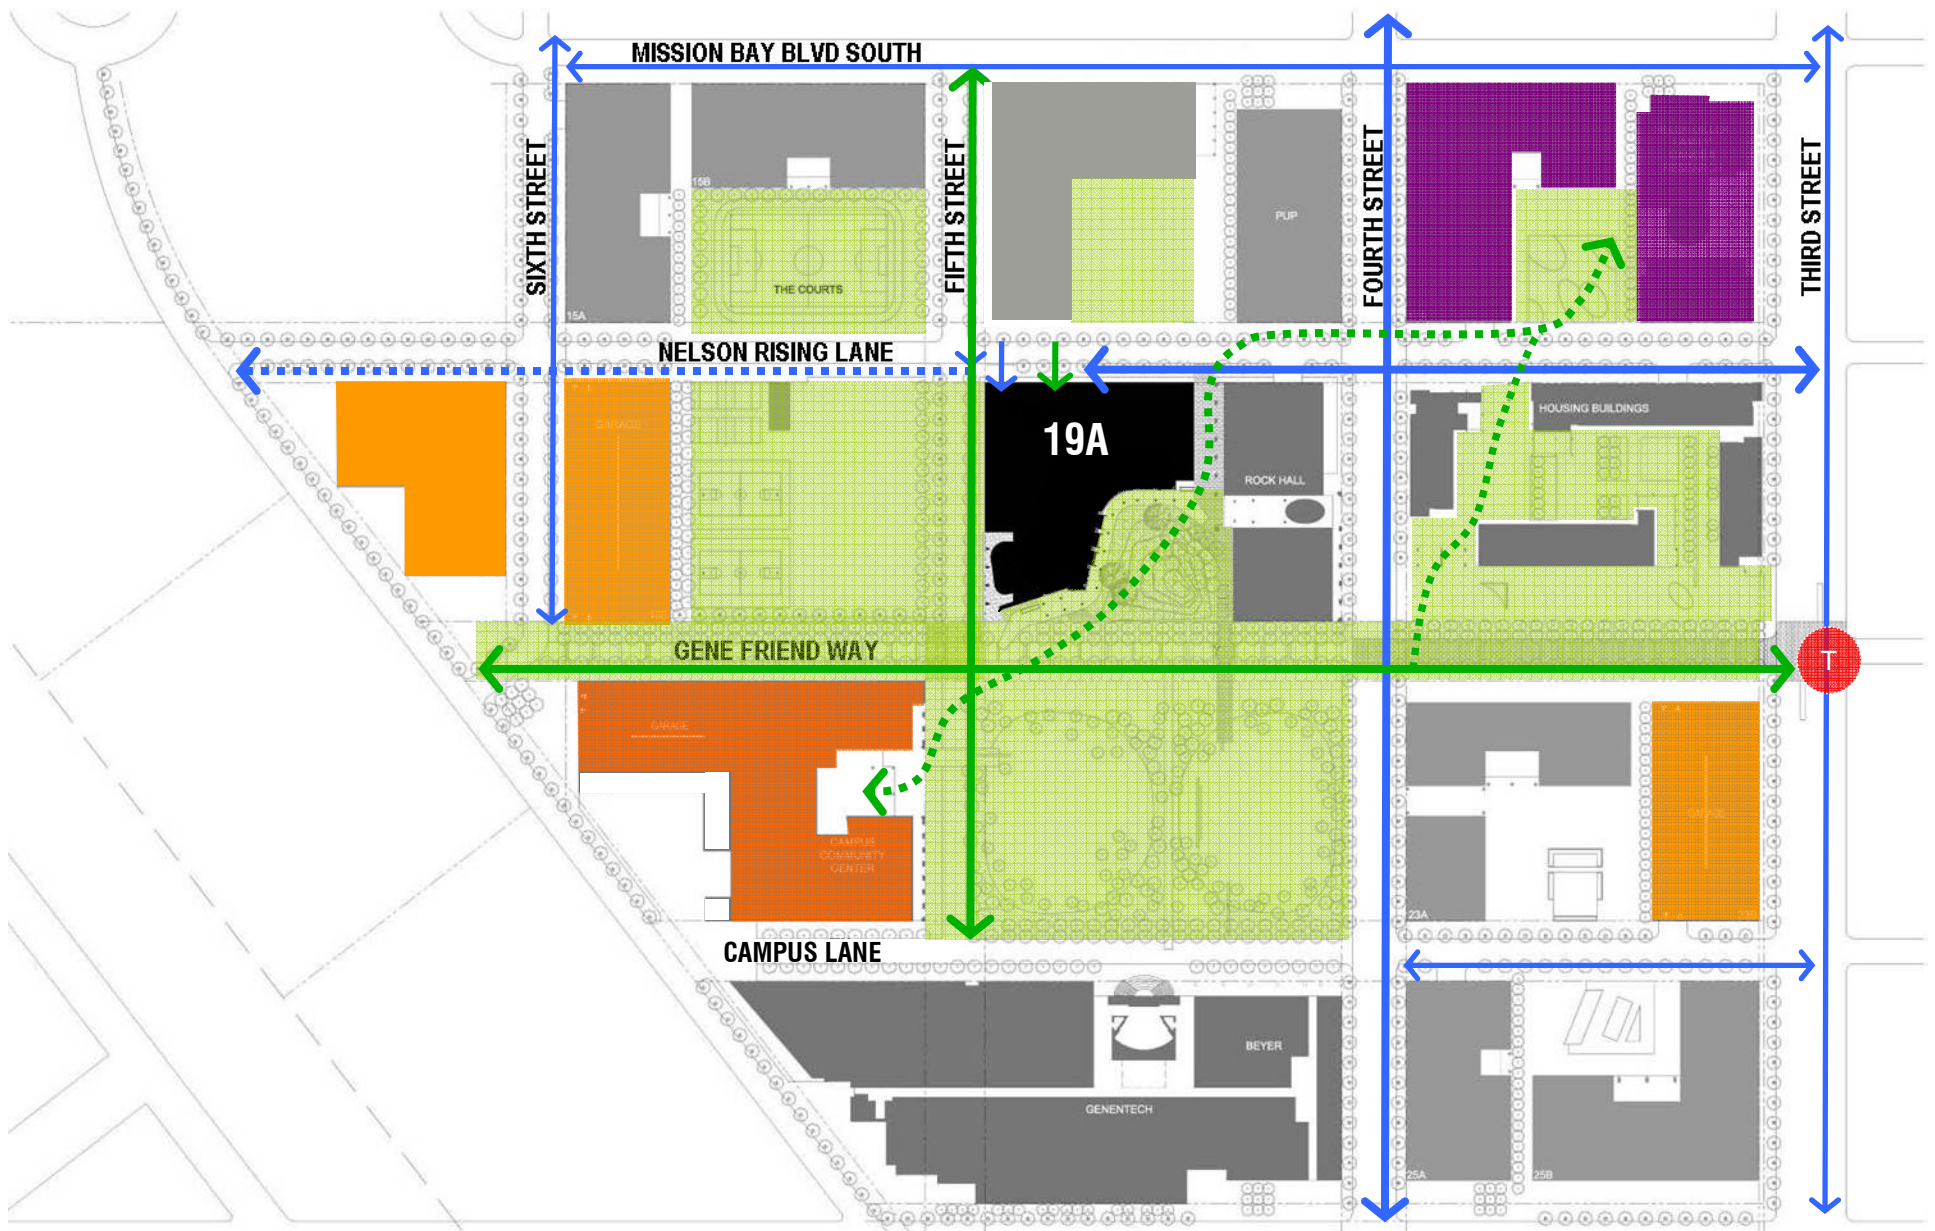 MISSION BAY BLVD SOUTH
SIXTH STREET
FIFTH STREET
FOURTH STREET
THIRD STREET
15B
PUP
THE COURTS
15A
NELSON RISING LANE
19A
HOUSING BUILDINGS
GARAGE
ROCK HALL
GENE FRIEND WAY
T
GARAGE
GARAGE
CAMPUS
COMMUNITY
CENTER
23A
CAMPUS LANE
BEYER
GENENTECH
25A
25B